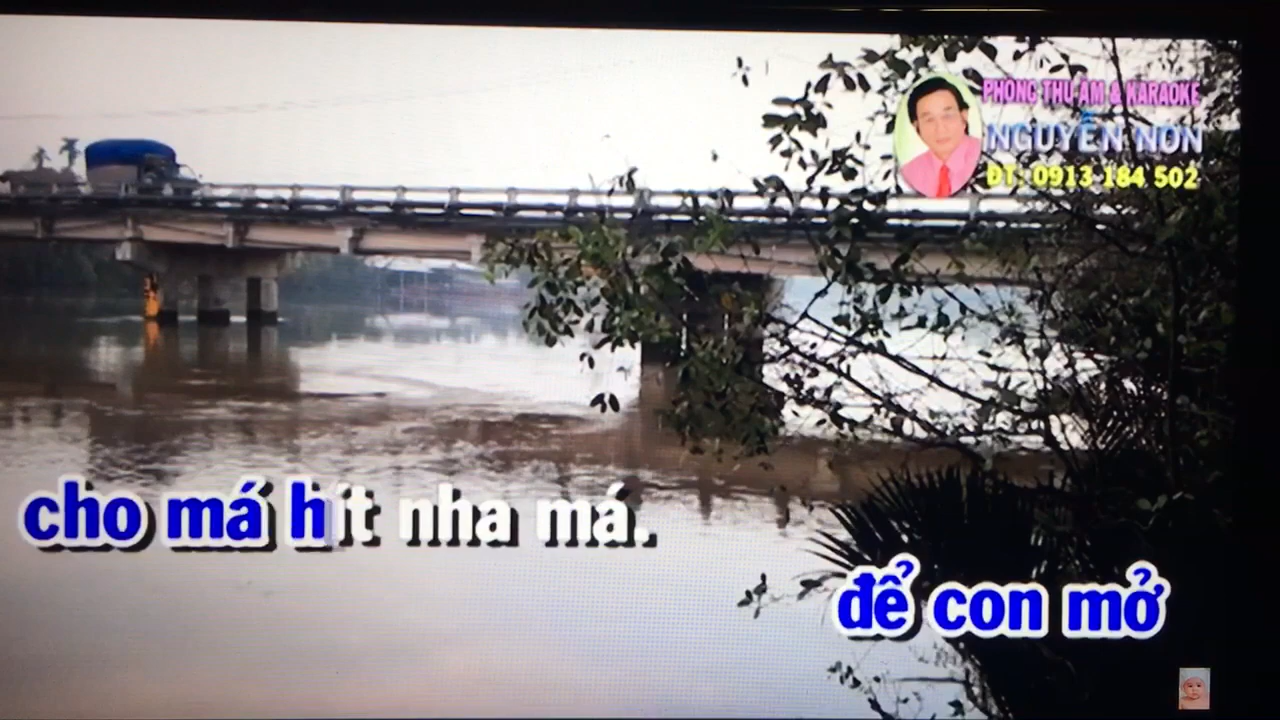 PHÒNG THU ÂM & KARAOKE
NGUYỄN NON
ĐT: 0913 184 502
cho má hít nha má.
để con mở